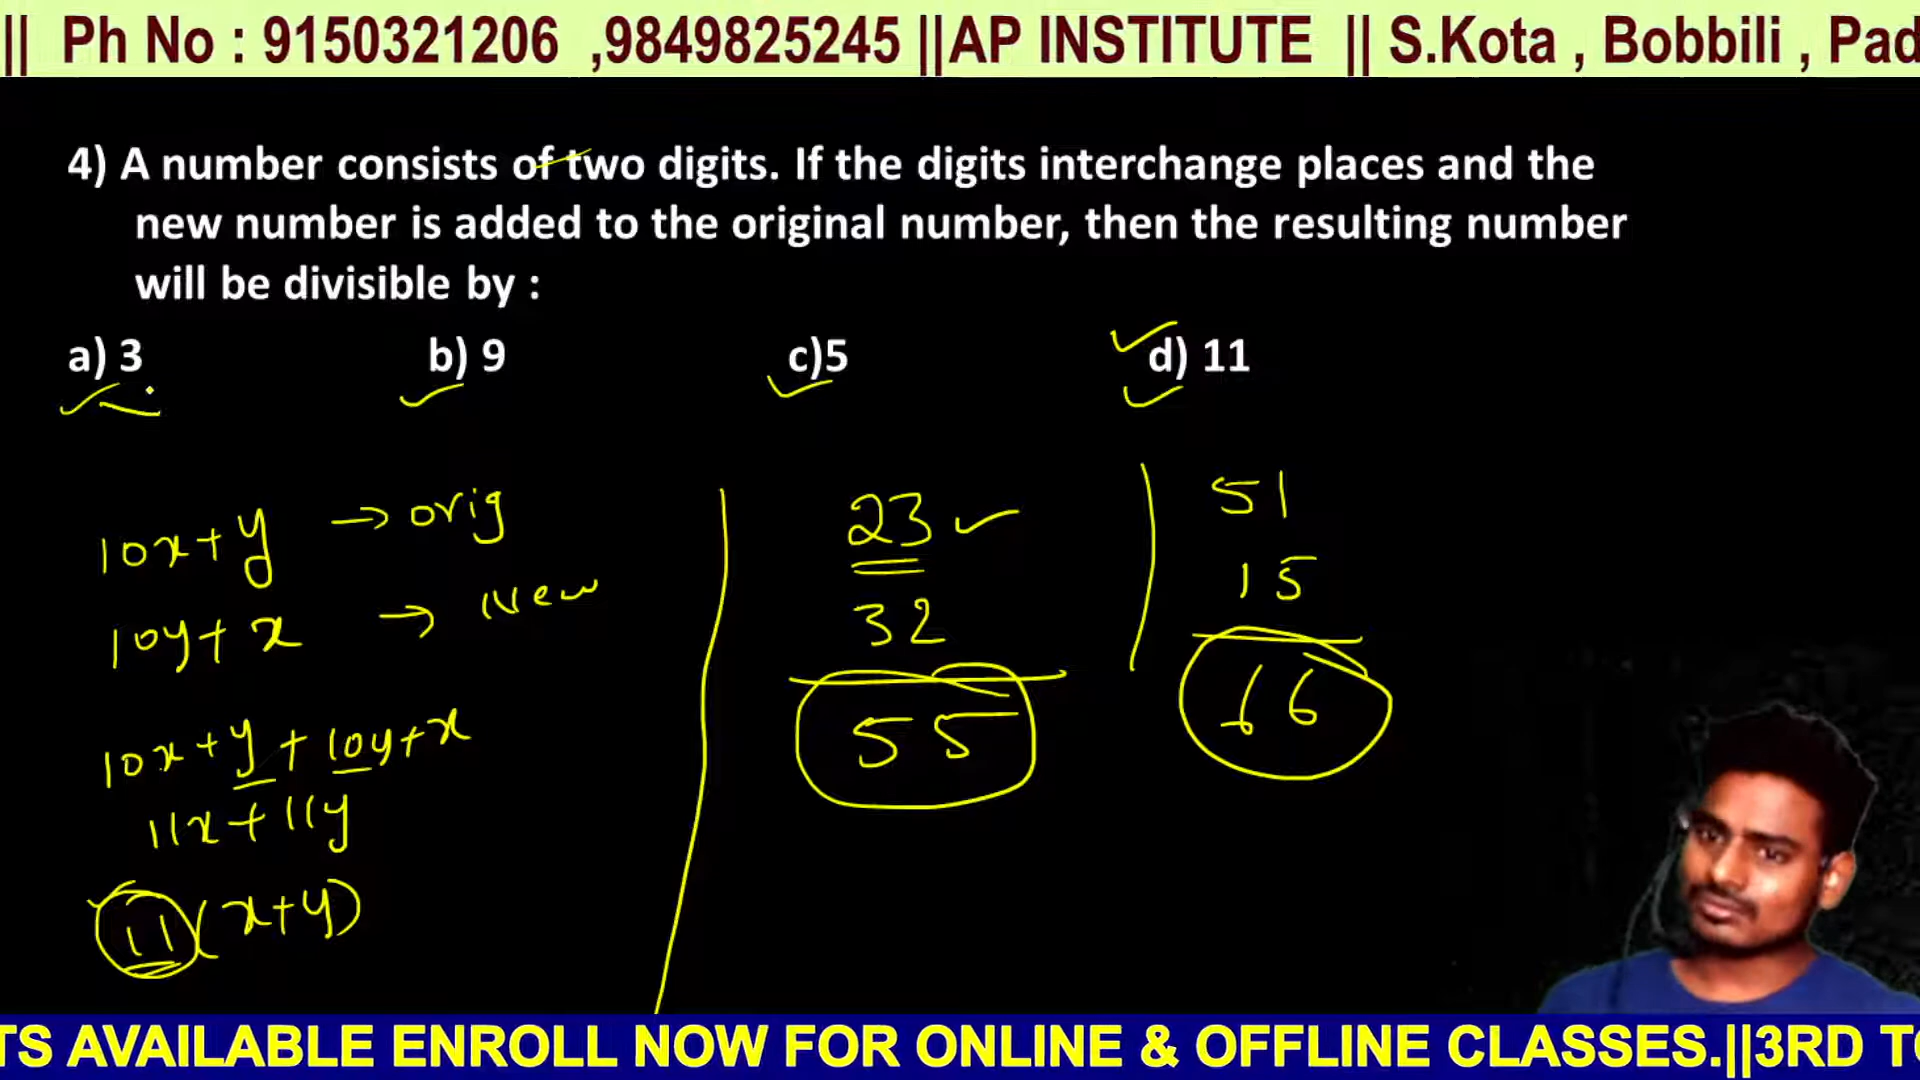 || Ph No : 9150321206 ,9849825245 ||AP INSTITUTE || S.Kota , Bobbili , Pad
4) A number consists of two digits. If the digits interchange places and the
new number is added to the original number, then the resulting number
will be divisible by :
a) 3 b) 9 c)5 d) 11
10x+y → orig
10y+x → New
10x+y+10y+x
11x+11y
11(x+y)
23
32
55
51
15
66
TS AVAILABLE ENROLL NOW FOR ONLINE & OFFLINE CLASSES.||3RD TO